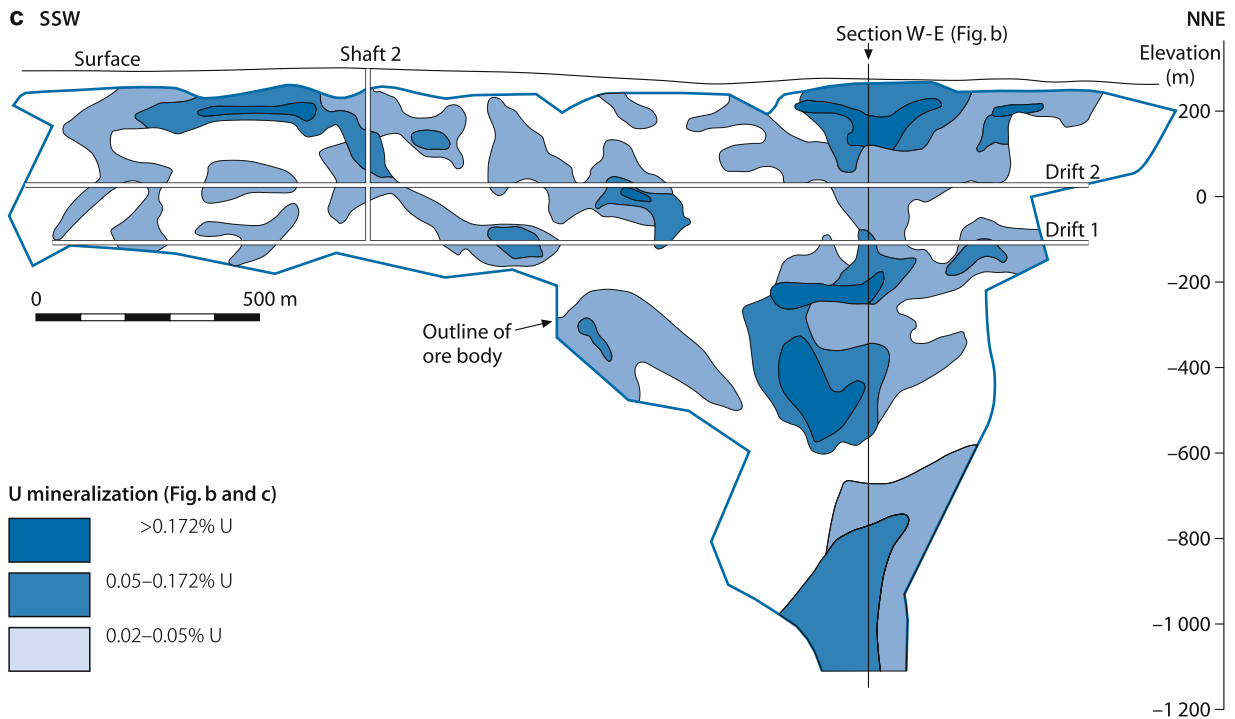 c SSW
NNE
Section W-E (Fig. b)
Surface
Shaft 2
Elevation
(m)
200
Drift 2
0
Drift 1
–200
0 500 m
Outline of
ore body
–400
–600
U mineralization (Fig. b and c)
>0.172% U
–800
0.05–0.172% U
–1 000
0.02–0.05% U
–1 200